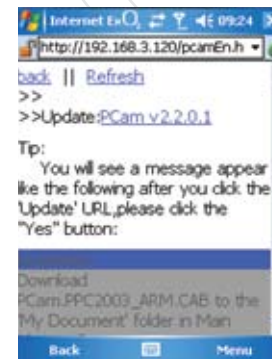 Internet Ex 09:24
http://192.168.3.120/pcamEn.h
back || Refresh
>>
>>Update:PCam v2.2.0.1
Tip:
You will see a message appear
like the following after you click the
'Update' URL,please click the
"Yes" button:
Download
PCam.PPC2003_ARM.CAB to the
'My Document' folder in Main
Back Menu